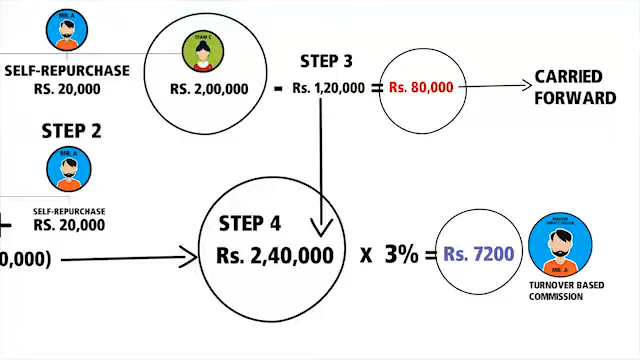 MR. A
SELF-REPURCHASE
RS. 20,000
TEAM C
RS. 2,00,000
-
STEP 3
Rs. 1,20,000
=
Rs. 80,000
CARRIED
FORWARD
STEP 2
MR. A
+
SELF-REPURCHASE
RS. 20,000
0,000)
STEP 4
Rs. 2,40,000
x 3% =
Rs. 7200
MR. A
TURNOVER BASED
COMMISSION